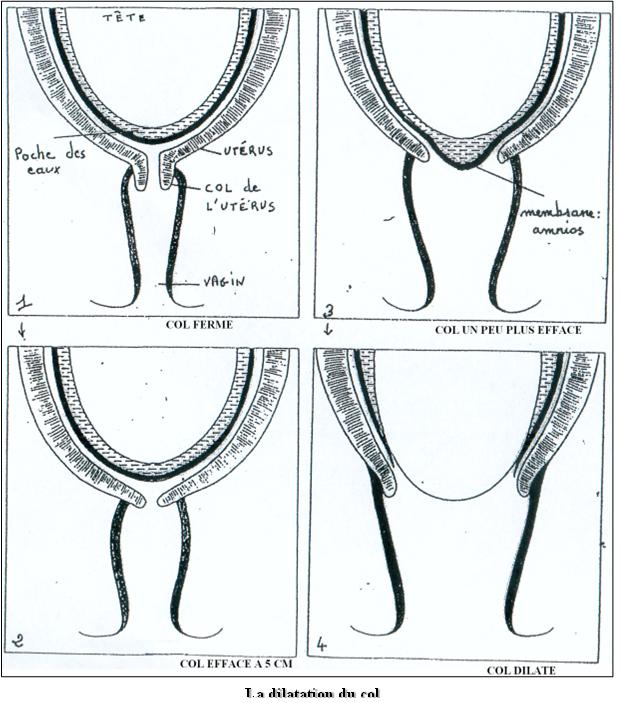 TÊTE
Poche des
eaux
UTÉRUS
COL de
L'UTÉRUS
VAGIN
1
COL FERME
membrane:
amnios
3
COL UN PEU PLUS EFFACE
2
COL EFFACE A 5 CM
4
COL DILATE
La dilatation du col